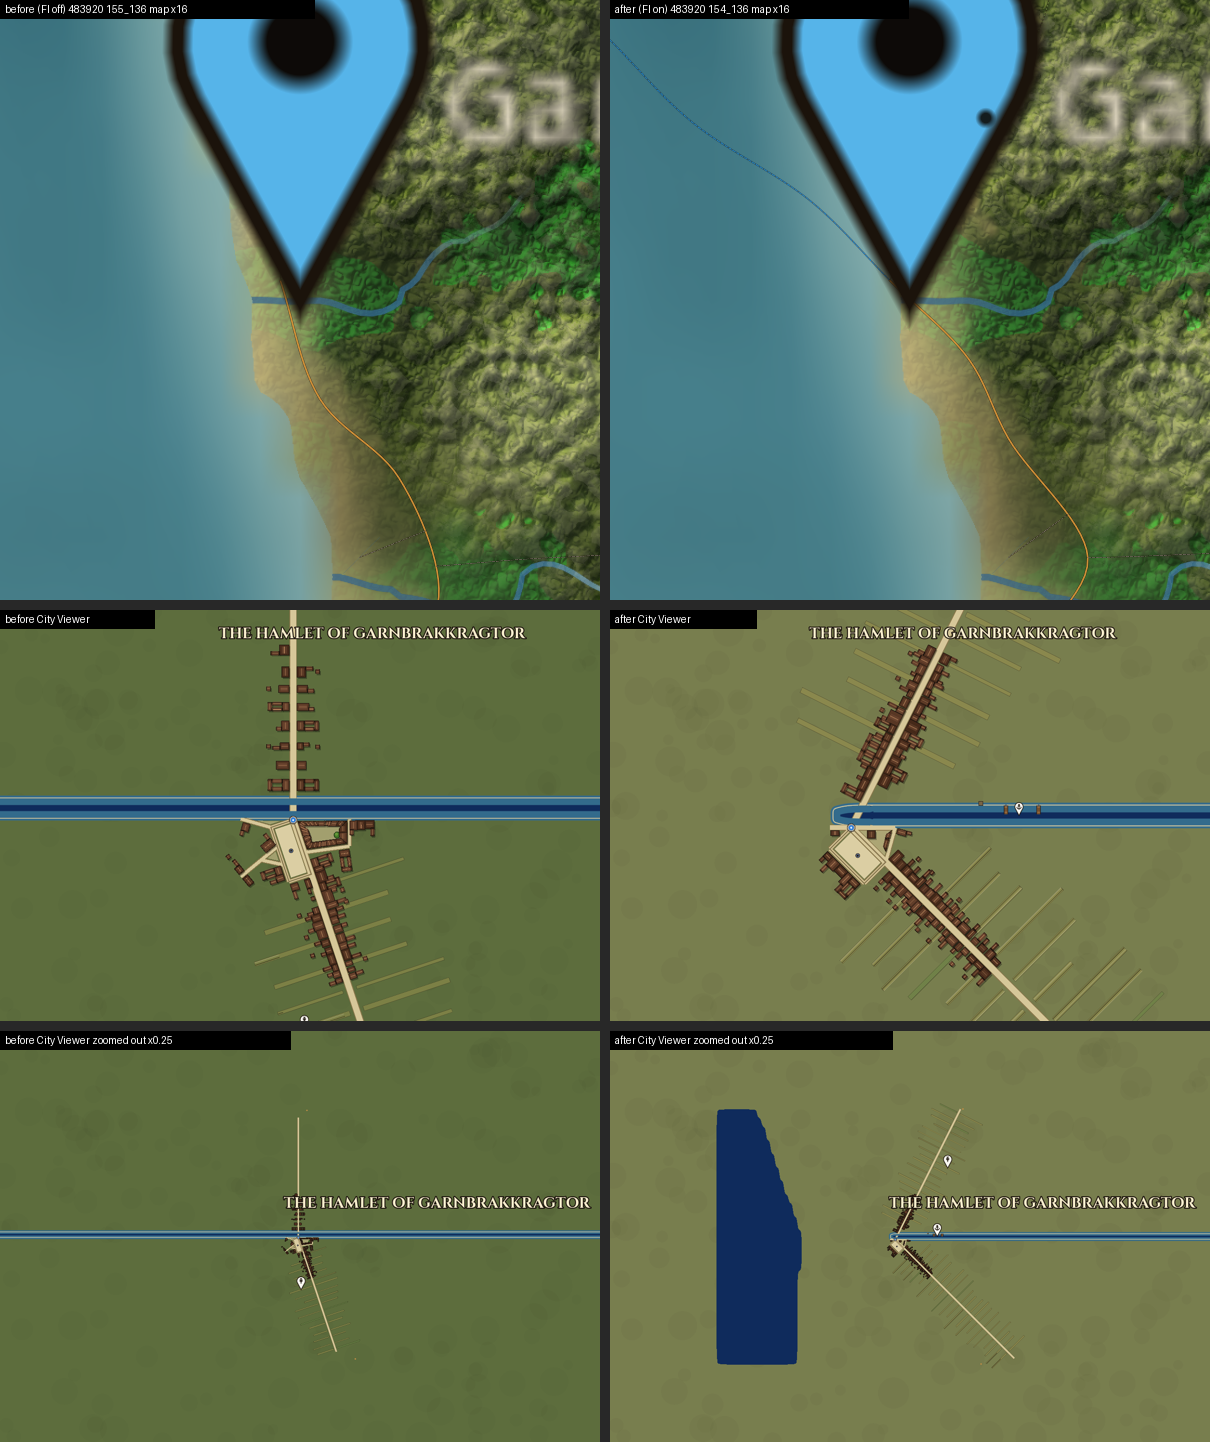 before (FI off) 483920 155_136 map x16
after (FI on) 483920 154_136 map x16
Ga
Ga
before City Viewer
after City Viewer
THE HAMLET OF GARNBRAKKRAGTOR
THE HAMLET OF GARNBRAKKRAGTOR
before City Viewer zoomed out x0.25
after City Viewer zoomed out x0.25
THE HAMLET OF GARNBRAKKRAGTOR
THE HAMLET OF GARNBRAKKRAGTOR